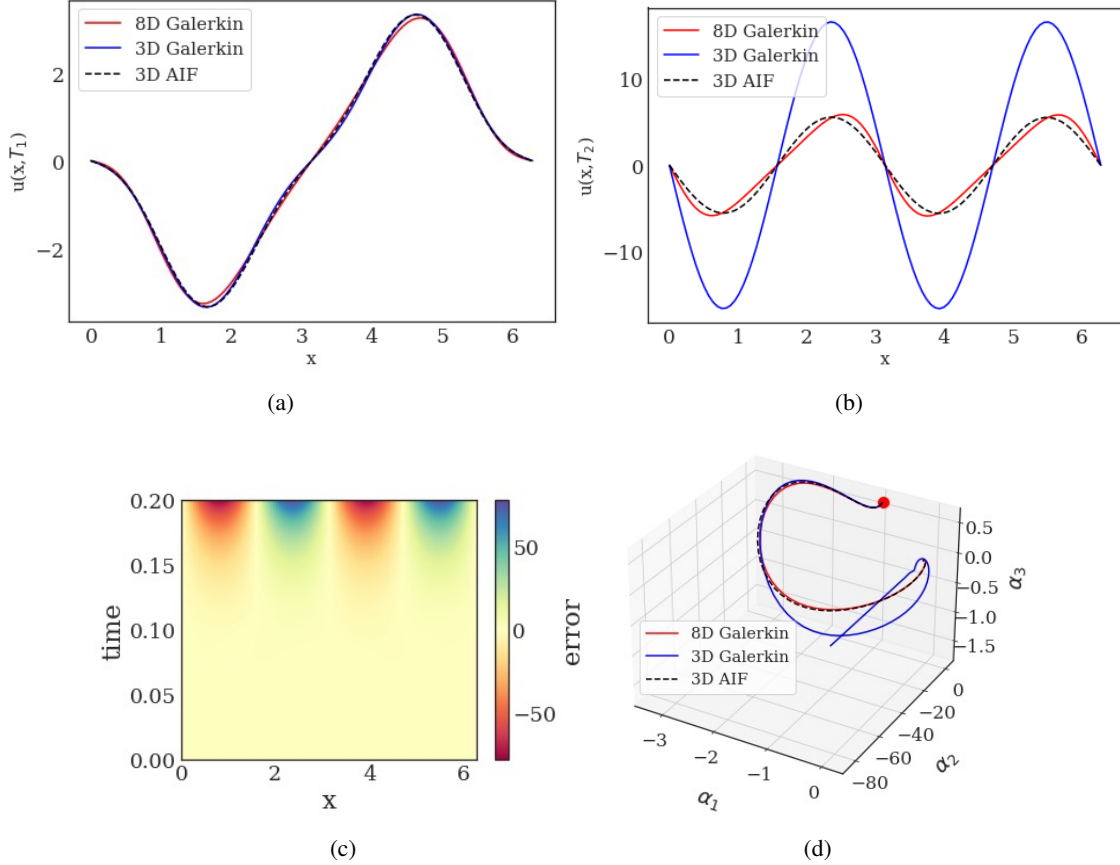 8D Galerkin
3D Galerkin
3D AIF
u(x,T₁)
2
0
−2
0 1 2 3 4 5 6
x
(a)
8D Galerkin
3D Galerkin
3D AIF
u(x,T₂)
10
0
−10
0 1 2 3 4 5 6
x
(b)
time
0.20
0.15
0.10
0.05
0.00
0 2 4 6
x
error
50
0
−50
(c)
8D Galerkin
3D Galerkin
3D AIF
0.5
0.0
−0.5
−1.0
−1.5
α₃
0
−20
−40
−60
−80
α₂
−3 −2 −1 0
α₁
(d)